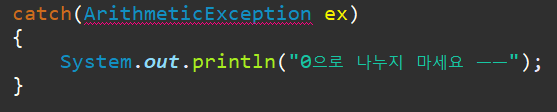 catch(ArithmeticException ex)
{
    System.out.println("0으로 나누지 마세요 ㅡㅡ");
}